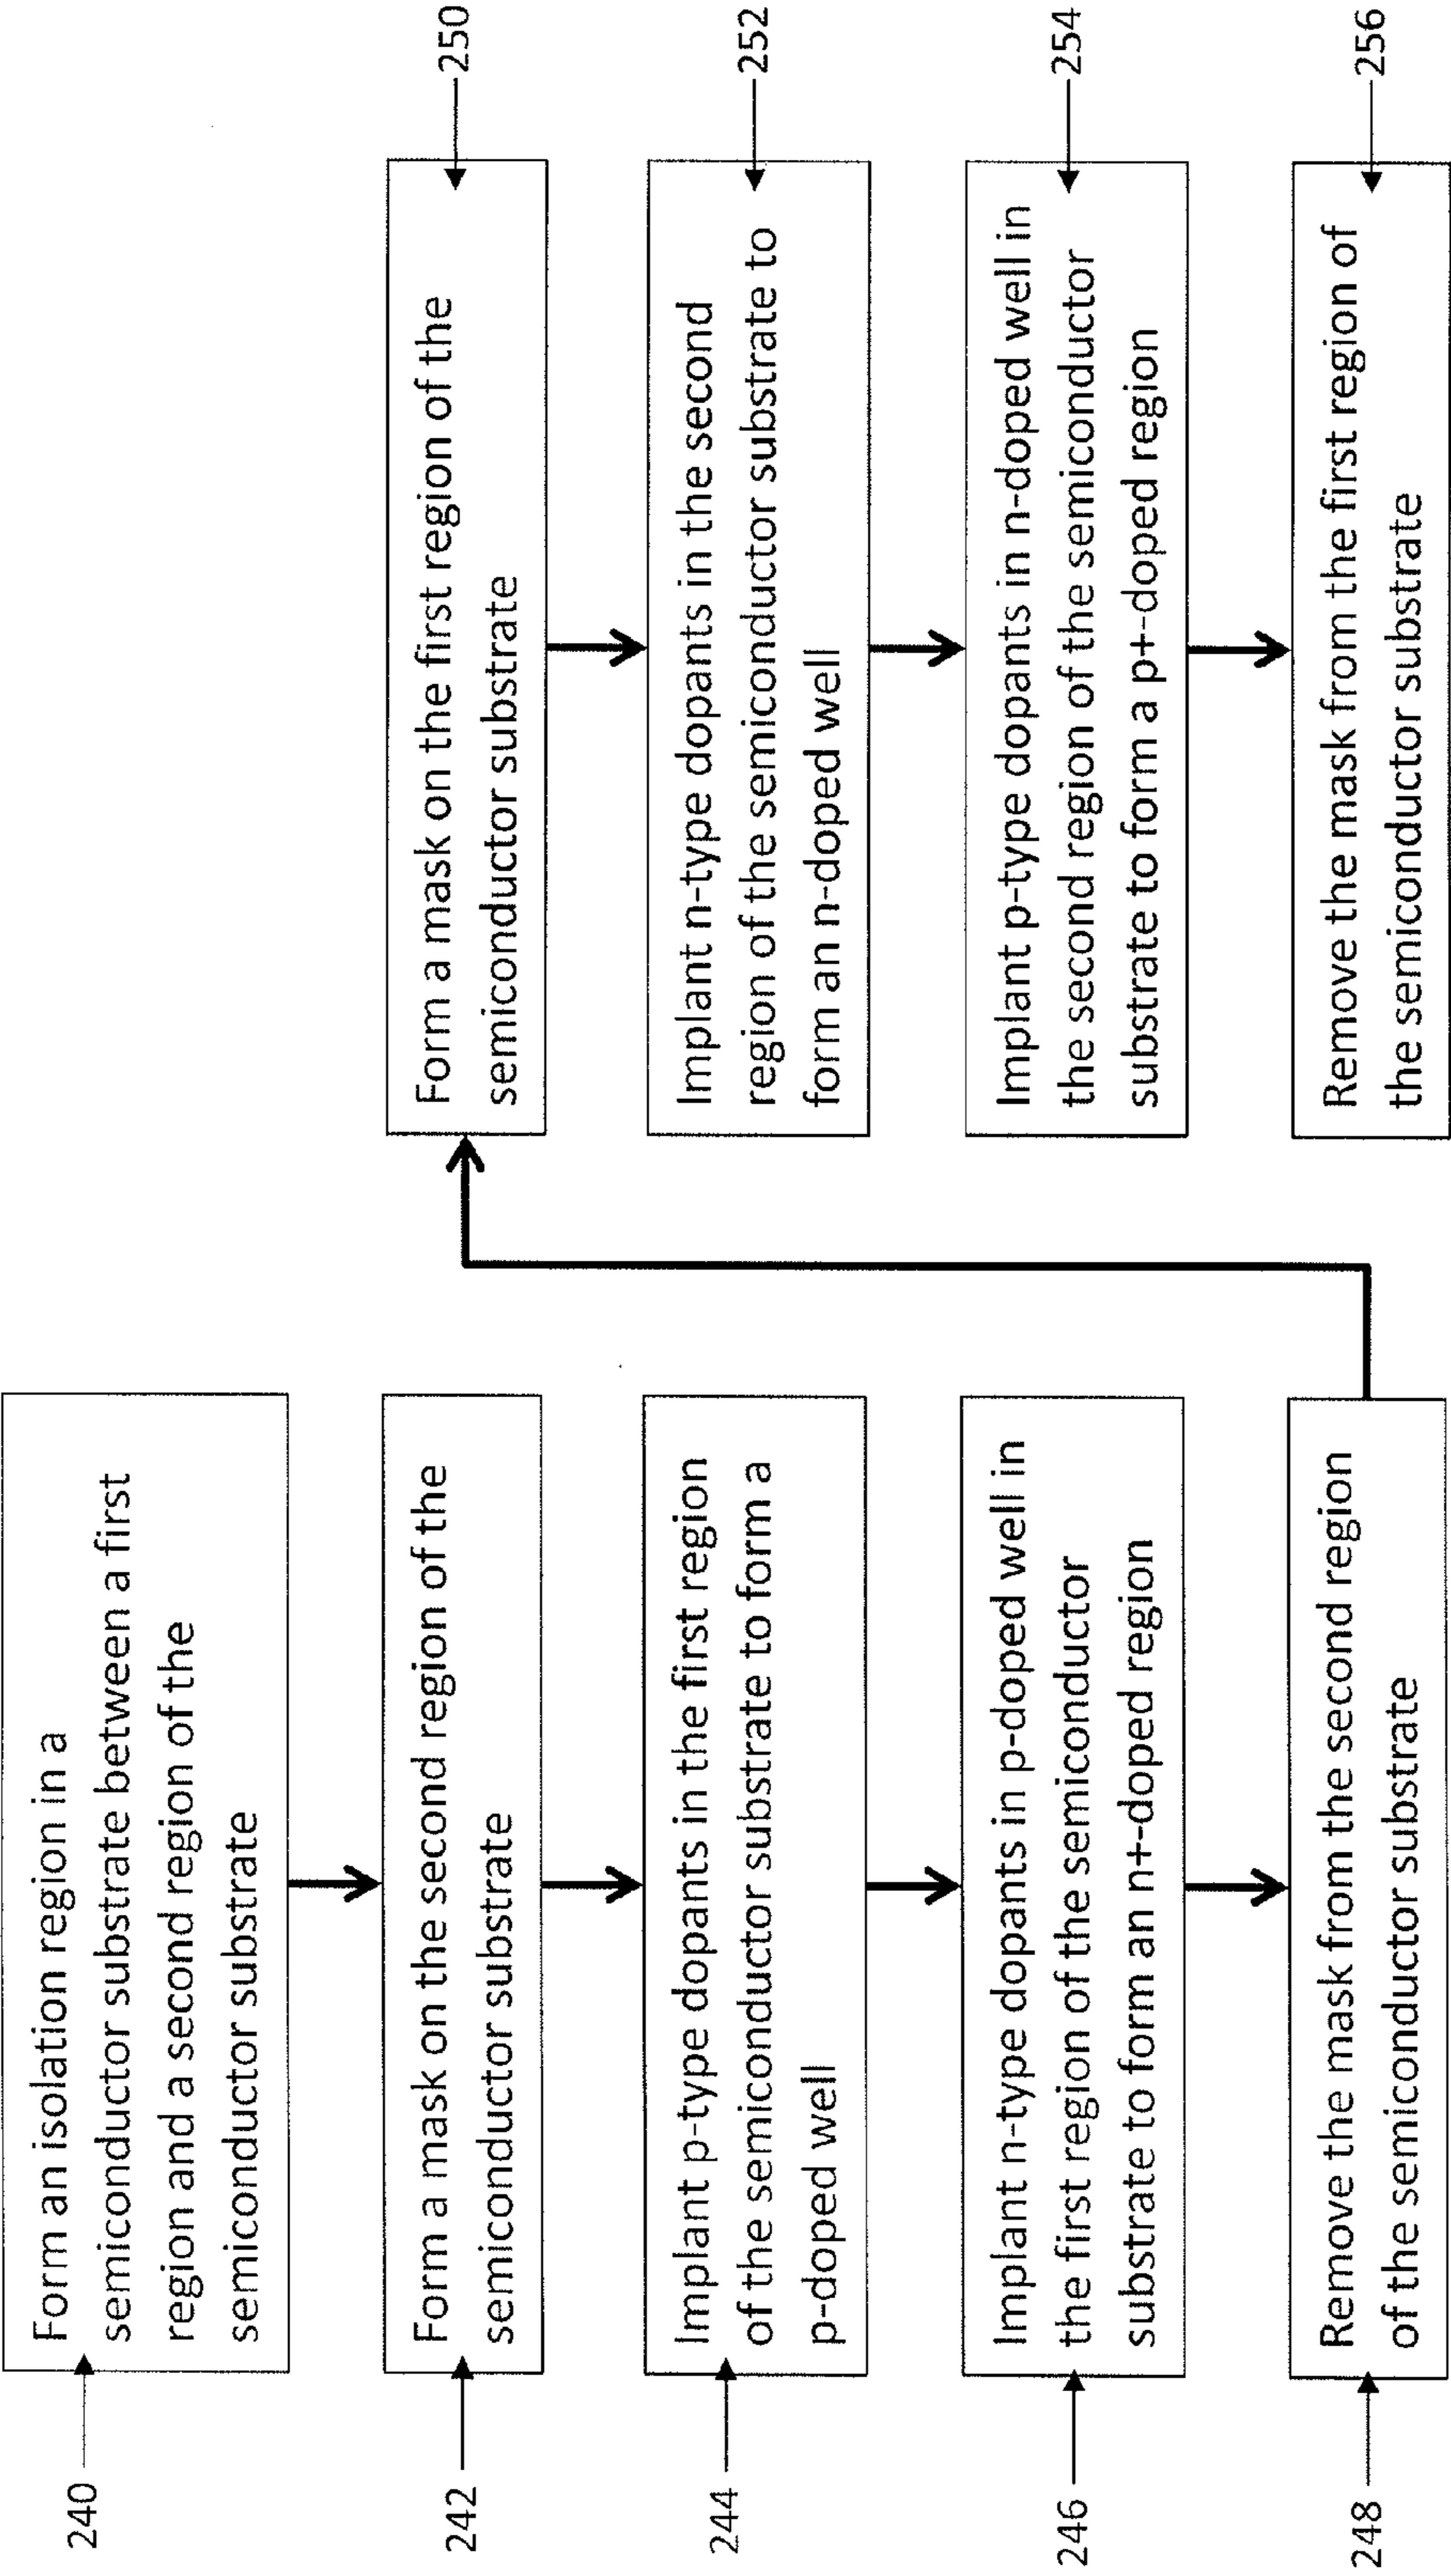 240
Form an isolation region in a
semiconductor substrate between a first
region and a second region of the
semiconductor substrate
242
Form a mask on the second region of the
semiconductor substrate
244
Implant p-type dopants in the first region
of the semiconductor substrate to form a
p-doped well
246
Implant n-type dopants in p-doped well in
the first region of the semiconductor
substrate to form an n+-doped region
248
Remove the mask from the second region
of the semiconductor substrate
Form a mask on the first region of the
semiconductor substrate
250
Implant n-type dopants in the second
region of the semiconductor substrate to
form an n-doped well
252
Implant p-type dopants in n-doped well in
the second region of the semiconductor
substrate to form a p+-doped region
254
Remove the mask from the first region of
the semiconductor substrate
256